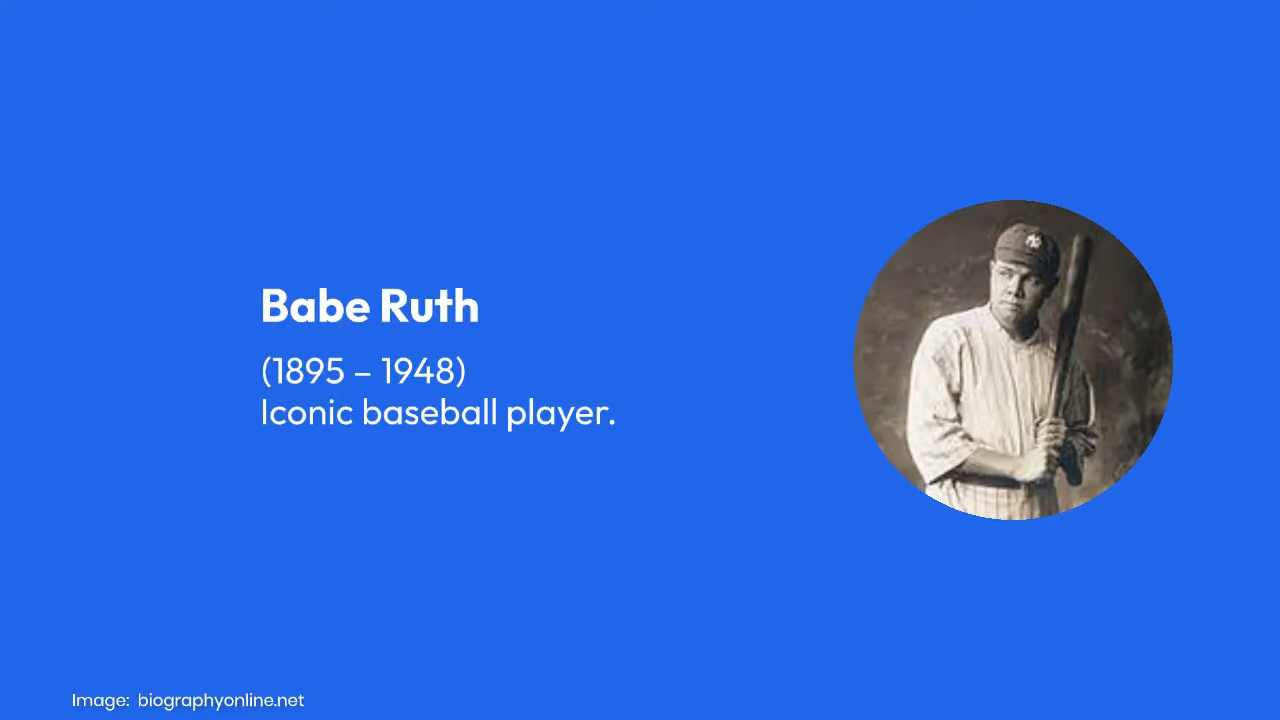 Babe Ruth
(1895 – 1948)
Iconic baseball player.
Image: biographyonline.net